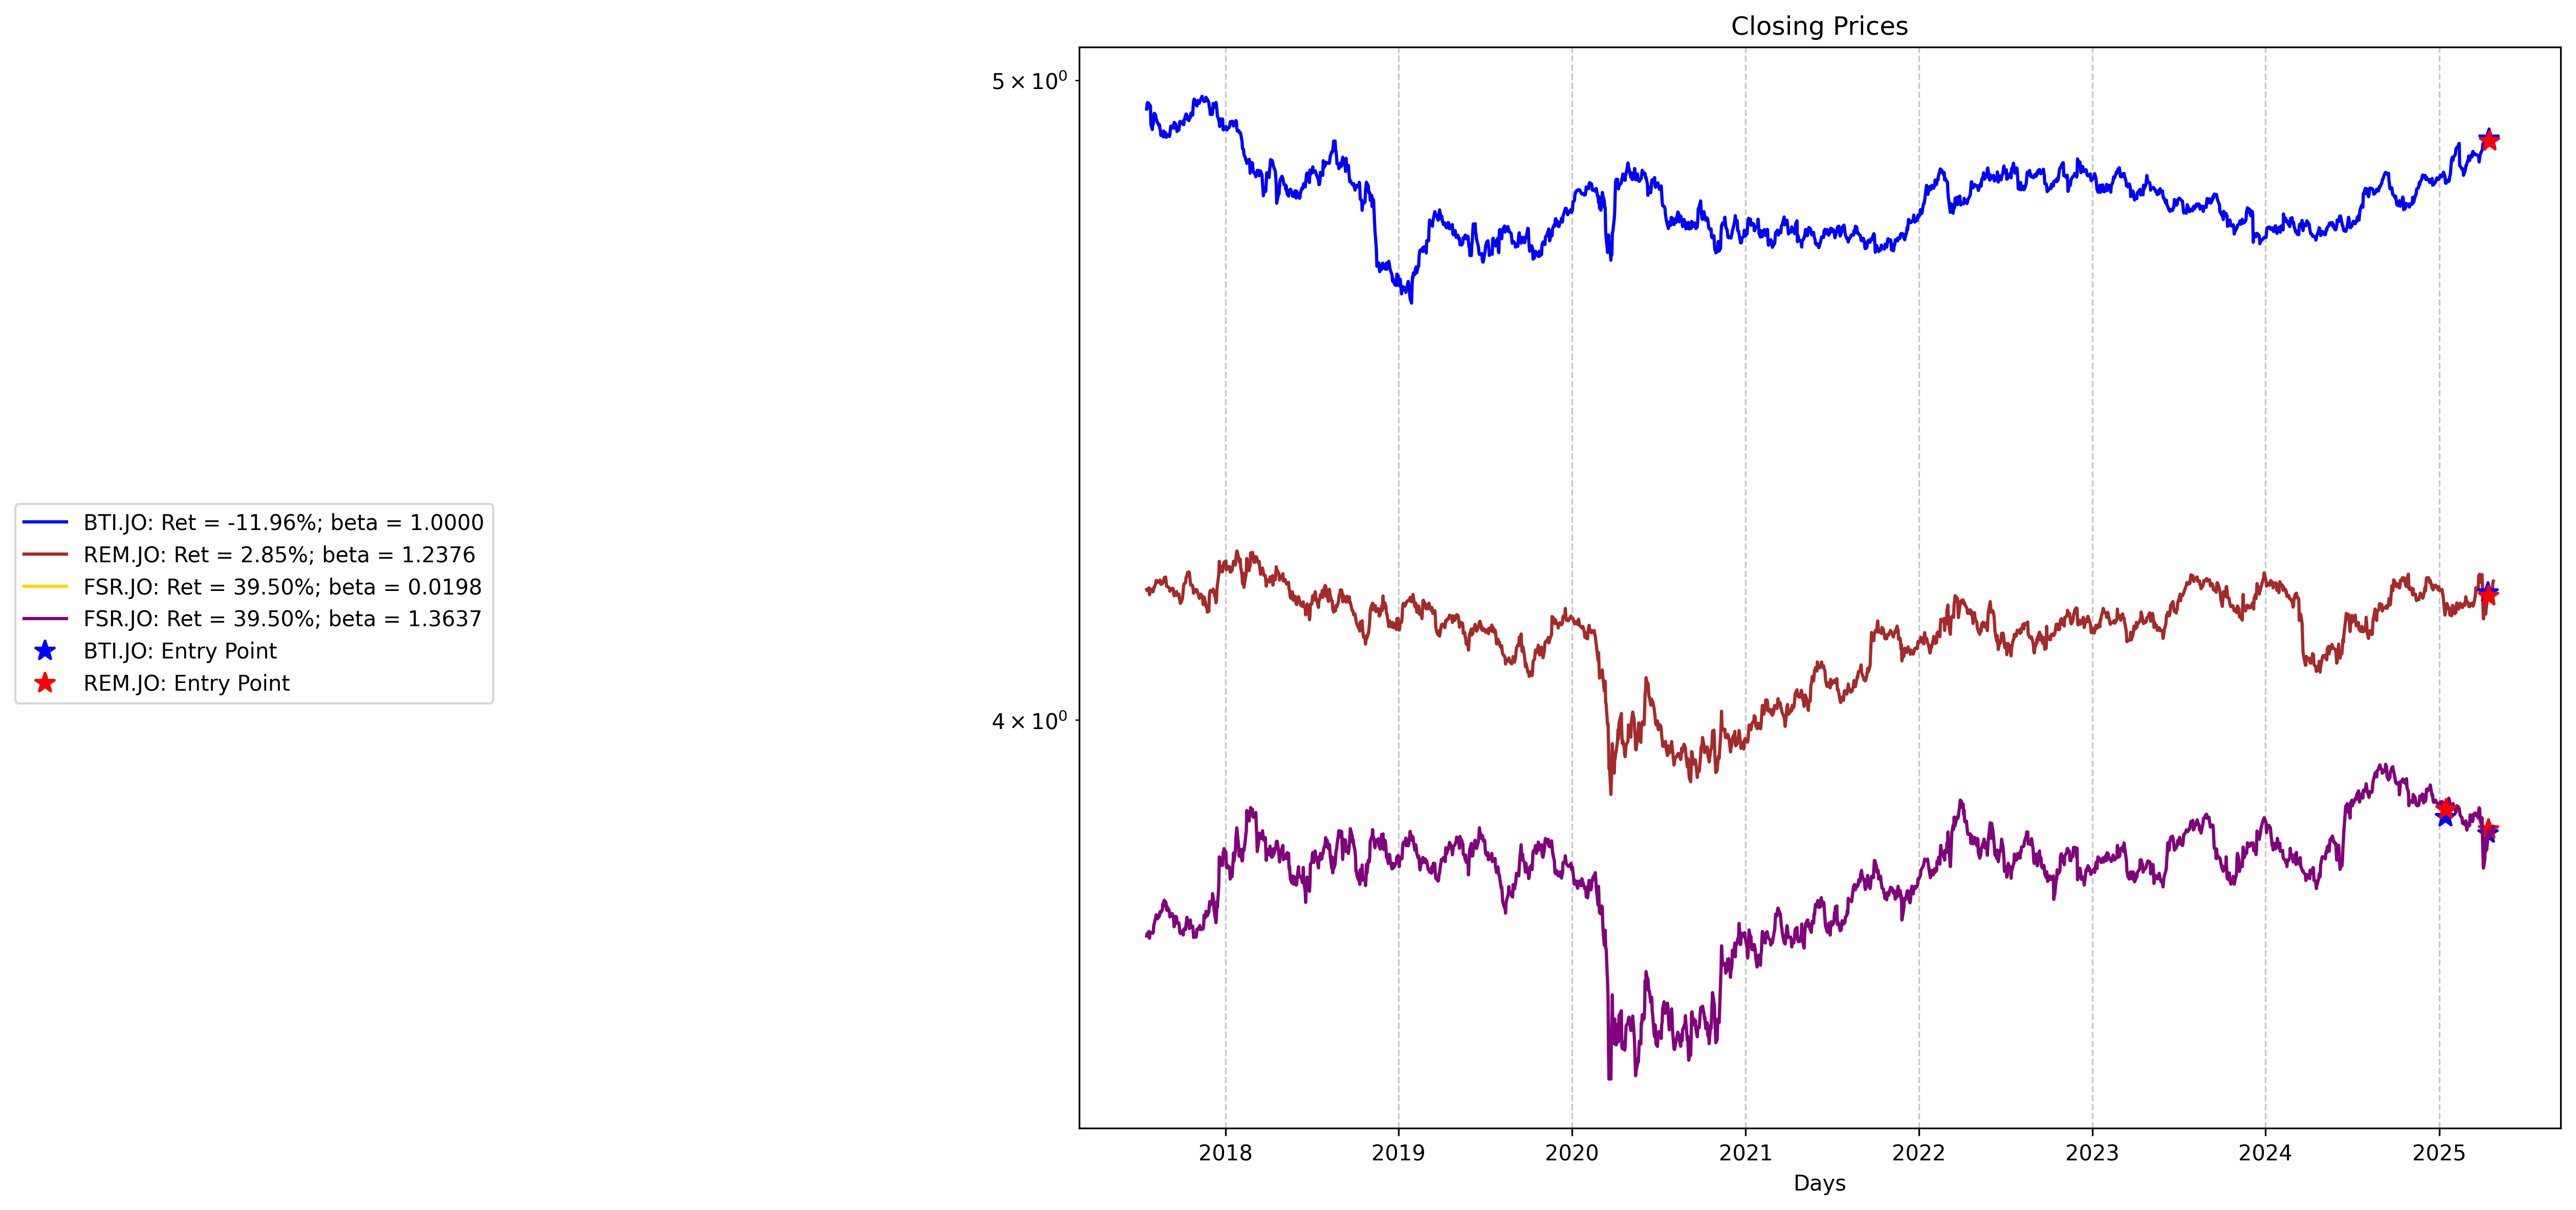 Closing Prices
5 × 10⁰
4 × 10⁰
BTI.JO: Ret = -11.96%; beta = 1.0000
REM.JO: Ret = 2.85%; beta = 1.2376
FSR.JO: Ret = 39.50%; beta = 0.0198
FSR.JO: Ret = 39.50%; beta = 1.3637
BTI.JO: Entry Point
REM.JO: Entry Point
2018 2019 2020 2021 2022 2023 2024 2025
Days